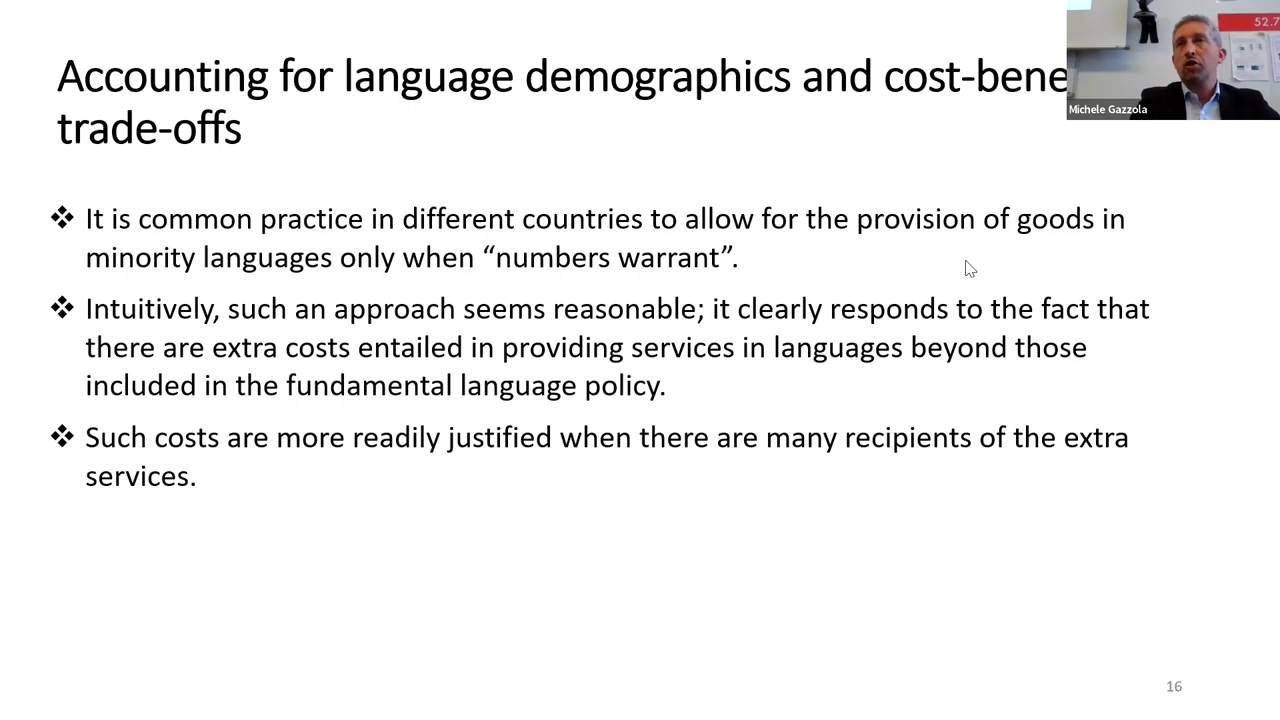 Accounting for language demographics and cost-bene
trade-offs
❖ It is common practice in different countries to allow for the provision of goods in
minority languages only when “numbers warrant”.
❖ Intuitively, such an approach seems reasonable; it clearly responds to the fact that
there are extra costs entailed in providing services in languages beyond those
included in the fundamental language policy.
❖ Such costs are more readily justified when there are many recipients of the extra
services.
16
52.7
Michele Gazzola